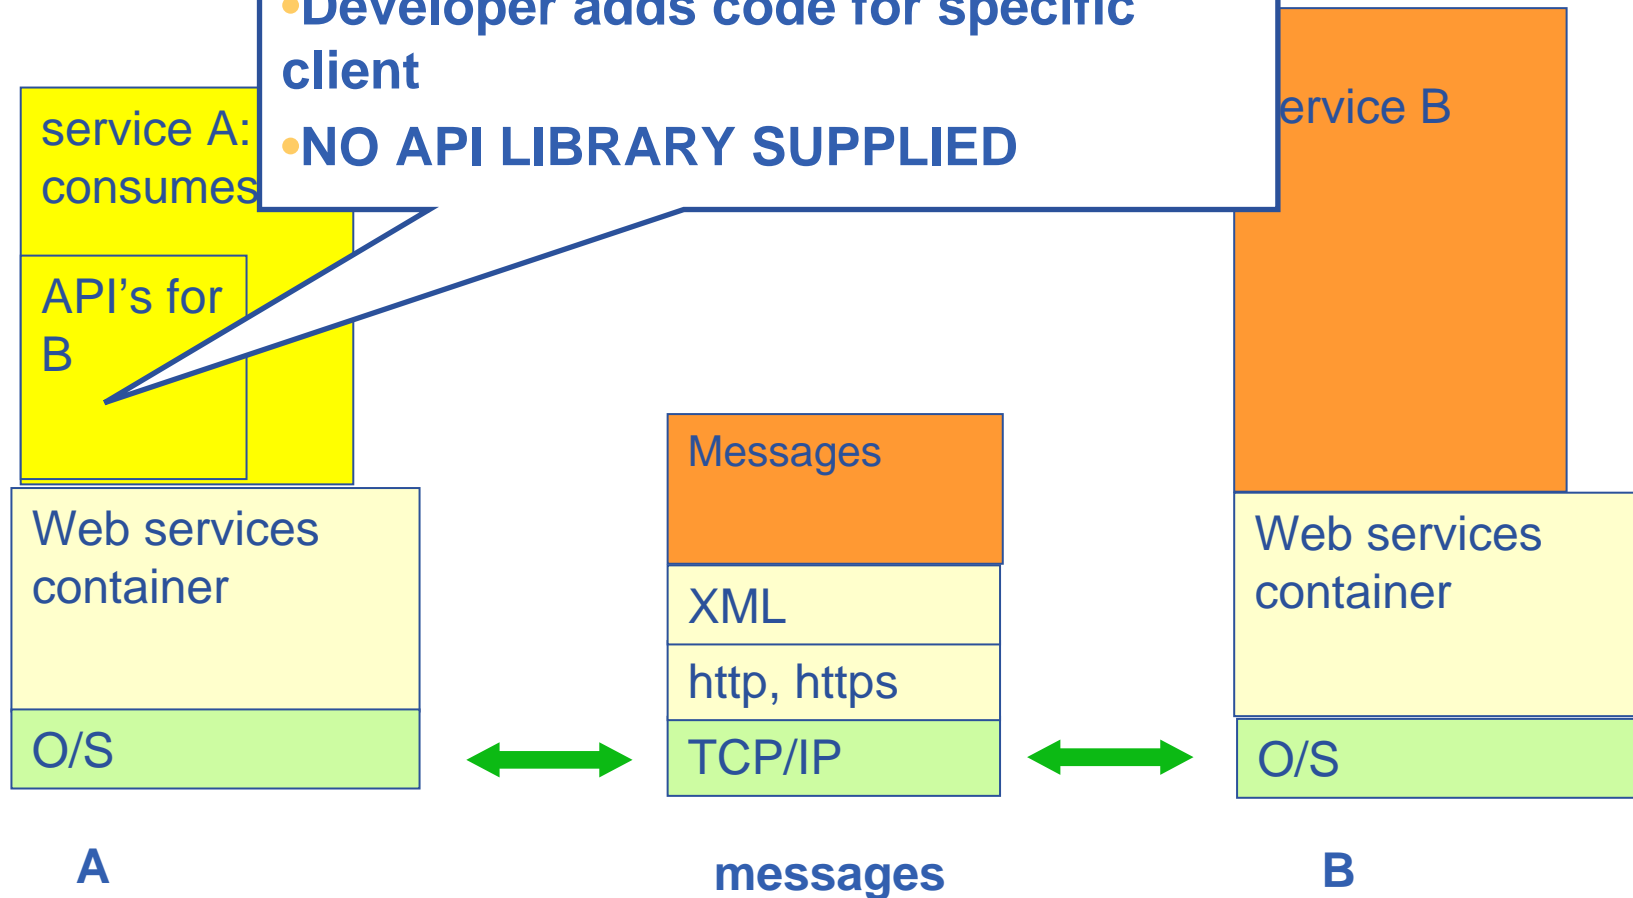 •Developer adds code for specific
client
•NO API LIBRARY SUPPLIED
service A:
consumes
API's for
B
ervice B
Messages
XML
http, https
TCP/IP
Web services
container
O/S
Web services
container
O/S
A
messages
B